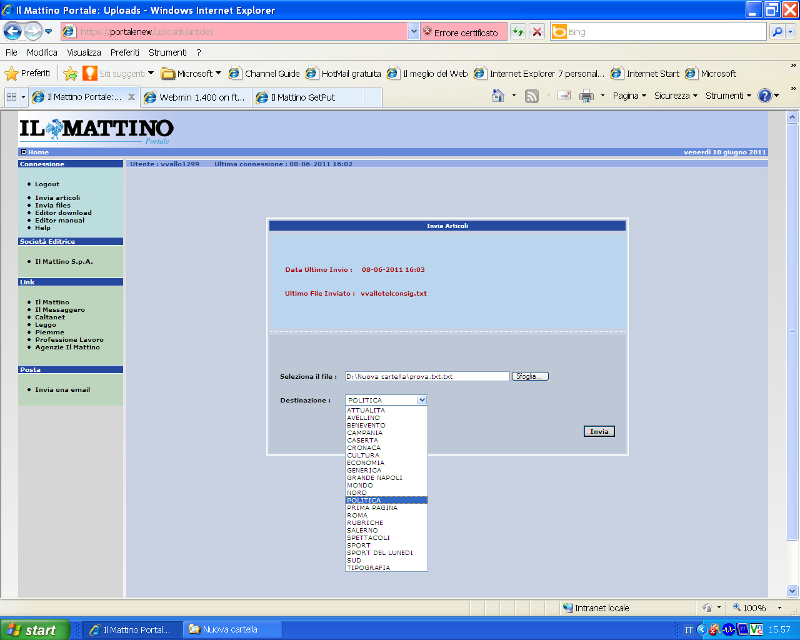 Il Mattino Portale: Uploads - Windows Internet Explorer
https://portalenew/uploads/articles
Errore certificato
Bing
File Modifica Visualizza Preferiti Strumenti ?
Preferiti Siti suggeriti Microsoft Channel Guide HotMail gratuita Il meglio del Web Internet Explorer 7 personal... Internet Start Microsoft
Il Mattino Portale:... Webmin 1.400 on ft... Il Mattino GetPut Pagina Sicurezza Strumenti
IL MATTINO
Portale
Home venerdì 10 giugno 2011
Connessione Utente : vvallo1299 Ultima connessione : 08-06-2011 16:02
Logout
Invia articoli
Invia files
Editor download
Editor manual
Help
Società Editrice
Il Mattino S.p.A.
Link
Il Mattino
Il Messaggero
Caltanet
Leggo
Piemme
Professione Lavoro
Agenzie Il Mattino
Posta
Invia una email
Invia Articoli
Data Ultimo Invio : 08-06-2011 16:03
Ultimo File Inviato : vvallotelconsig.txt
Seleziona il file : D:\Nuova cartella\prova.txt.txt Sfoglia...
Destinazione : POLITICA
ATTUALITA
AVELLINO
BENEVENTO
CAMPANIA
CASERTA
CRONACA
CULTURA
ECONOMIA
GENERICA
GRANDE NAPOLI
MONDO
NORD
POLITICA
PRIMA PAGINA
ROMA
RUBRICHE
SALERNO
SPETTACOLI
SPORT
SPORT DEL LUNEDI
SUD
TIPOGRAFIA
Invia
Intranet locale 100%
start Il Mattino Portal... Nuova cartella IT 15.57